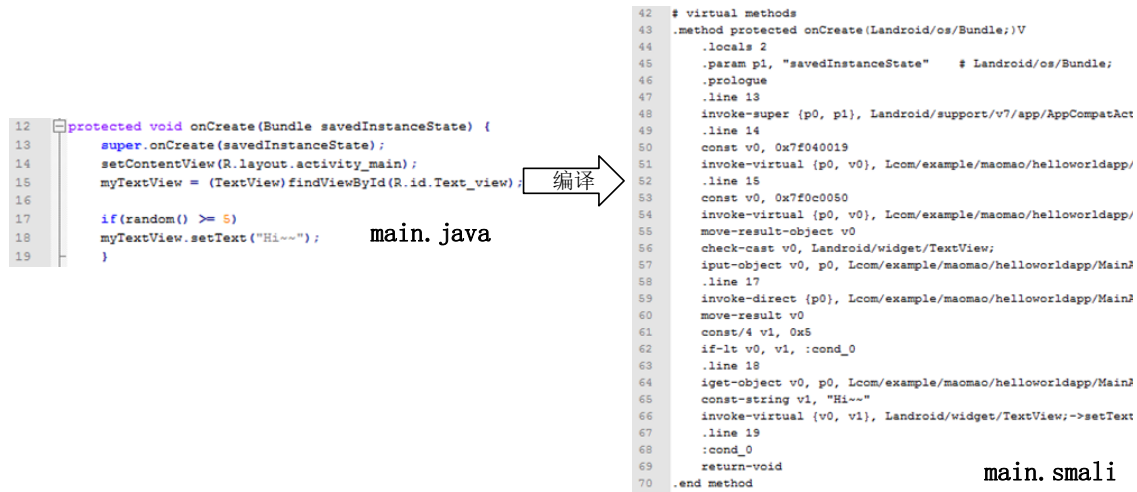 12 protected void onCreate(Bundle savedInstanceState) {
13 super.onCreate(savedInstanceState);
14 setContentView(R.layout.activity_main);
15 myTextView = (TextView)findViewById(R.id.Text_view);
16
17 if(random() >= 5)
18 myTextView.setText("Hi~~");
19 }
main.java
编译
42 # virtual methods
43 .method protected onCreate(Landroid/os/Bundle;)V
44 .locals 2
45 .param p1, "savedInstanceState" # Landroid/os/Bundle;
46 .prologue
47 .line 13
48 invoke-super {p0, p1}, Landroid/support/v7/app/AppCompatAct
49 .line 14
50 const v0, 0x7f040019
51 invoke-virtual {p0, v0}, Lcom/example/maomao/helloworldapp/
52 .line 15
53 const v0, 0x7f0c0050
54 invoke-virtual {p0, v0}, Lcom/example/maomao/helloworldapp/
55 move-result-object v0
56 check-cast v0, Landroid/widget/TextView;
57 iput-object v0, p0, Lcom/example/maomao/helloworldapp/MainA
58 .line 17
59 invoke-direct {p0}, Lcom/example/maomao/helloworldapp/MainA
60 move-result v0
61 const/4 v1, 0x5
62 if-lt v0, v1, :cond_0
63 .line 18
64 iget-object v0, p0, Lcom/example/maomao/helloworldapp/MainA
65 const-string v1, "Hi~~"
66 invoke-virtual {v0, v1}, Landroid/widget/TextView;->setText
67 .line 19
68 :cond_0
69 return-void
70 .end method
main.smali